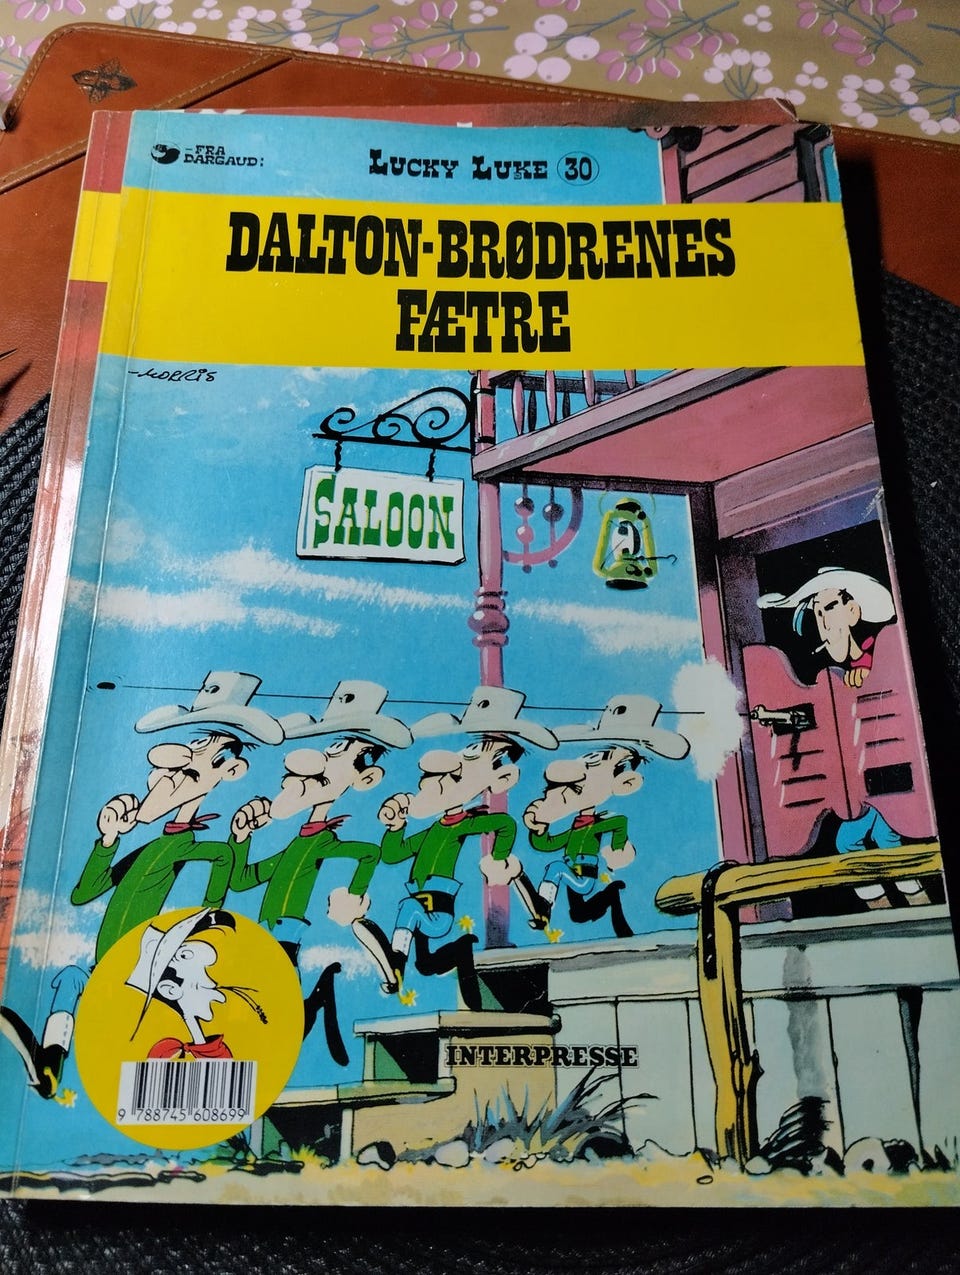 -FRA
DARGAUD:
LUCKY LUKE 30
DALTON-BRØDRENES
FÆTRE
-MORRIS
SALOON
INTERPRESSE
9 788745 608699